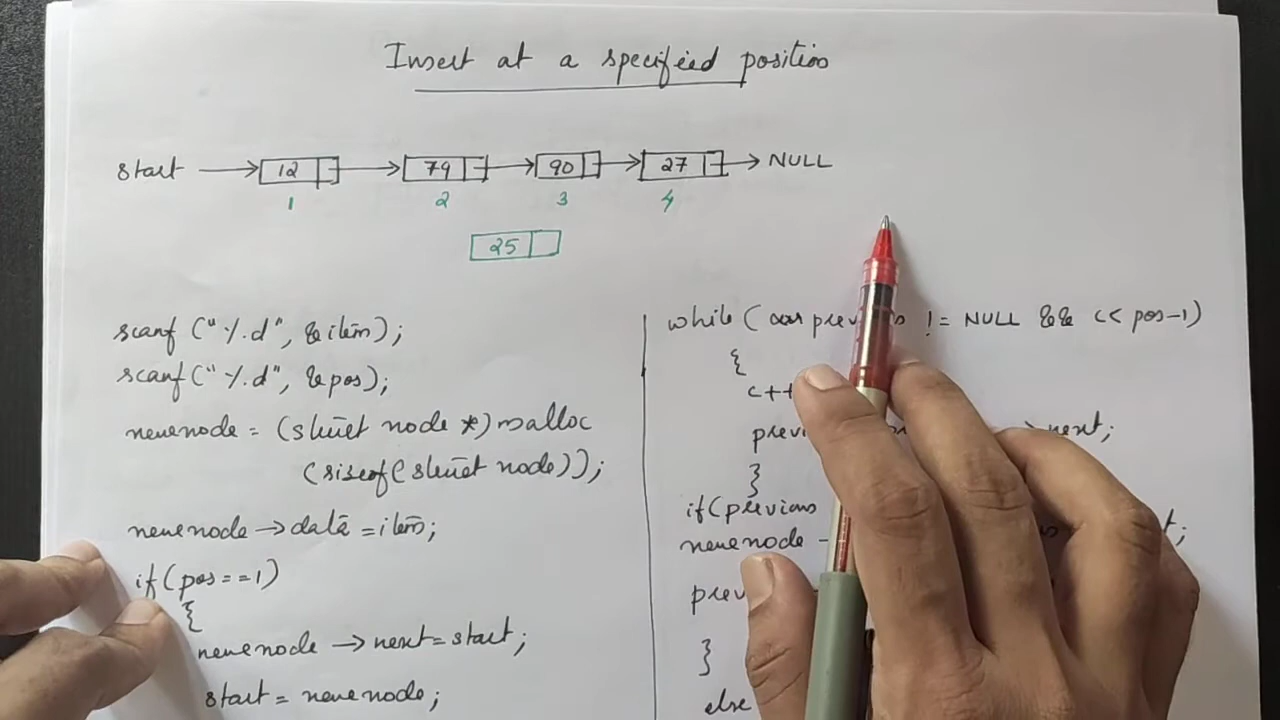 Insert at a specified position
start 12 79 90 27 NULL
1 2 3 4
25
scanf ("%d", &item);
scanf ("%d", &pos);
newnode = (struct node *) malloc
(sizeof(struct node));
newnode → data = item;
if(pos==1)
{
newnode → next = start;
start = newnode;
while ( != NULL && c< pos-1)
{
c++
next;
}
if(previous
newnode
}
else